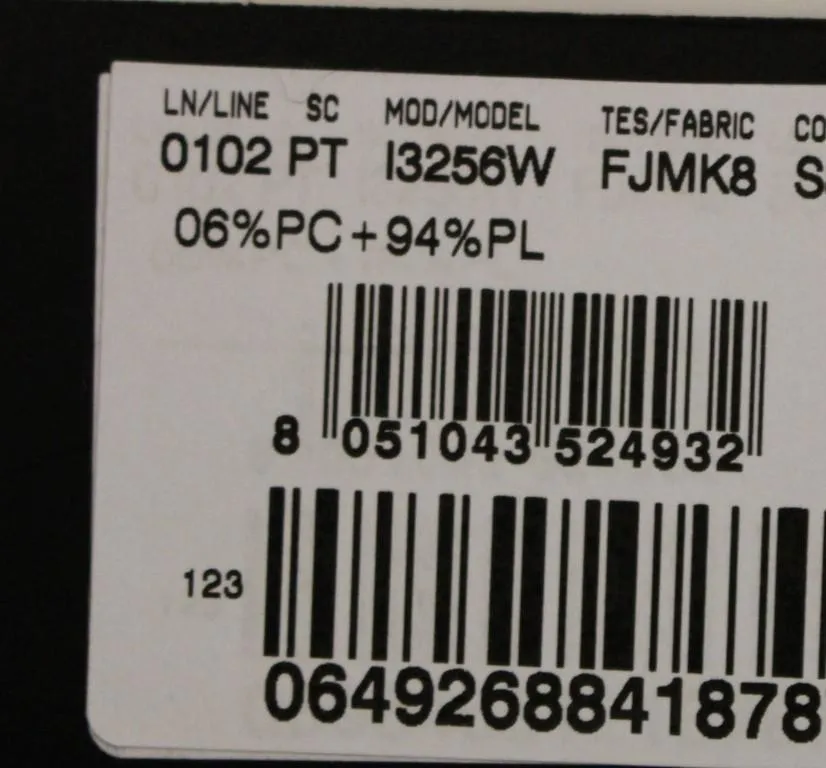 LN/LINE SC MOD/MODEL TES/FABRIC CO
0102 PT I3256W FJMK8 S
06%PC+94%PL
8 051043 524932
123
0649268841878